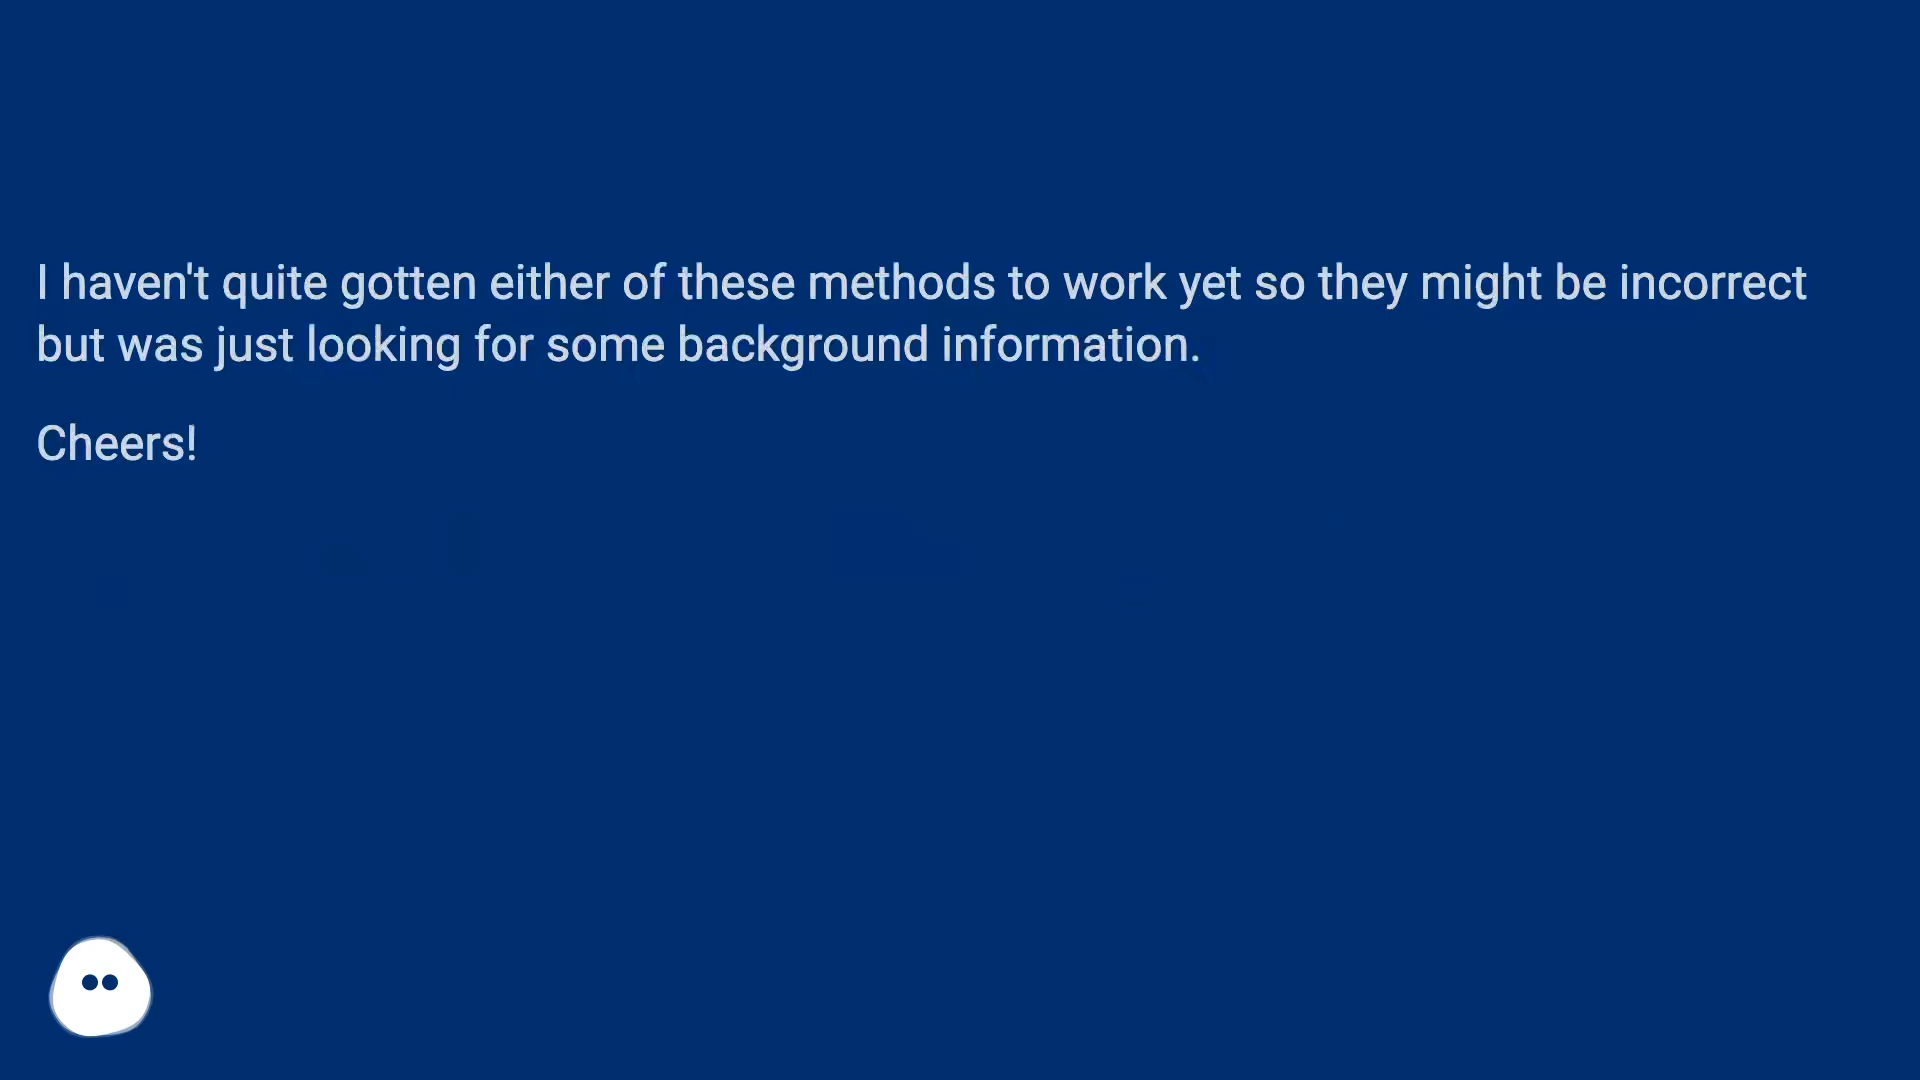 I haven't quite gotten either of these methods to work yet so they might be incorrect
but was just looking for some background information.
Cheers!